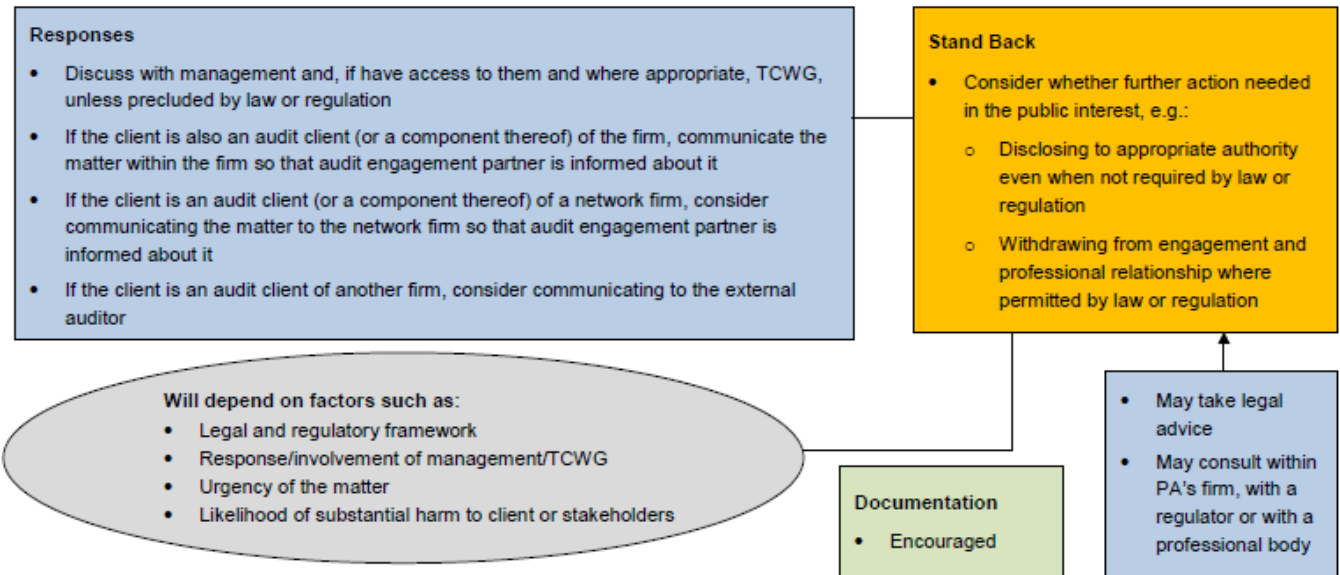 Responses
• Discuss with management and, if have access to them and where appropriate, TCWG,
unless precluded by law or regulation
• If the client is also an audit client (or a component thereof) of the firm, communicate the
matter within the firm so that audit engagement partner is informed about it
• If the client is an audit client (or a component thereof) of a network firm, consider
communicating the matter to the network firm so that audit engagement partner is
informed about it
• If the client is an audit client of another firm, consider communicating to the external
auditor
Stand Back
• Consider whether further action needed
in the public interest, e.g.:
o Disclosing to appropriate authority
even when not required by law or
regulation
o Withdrawing from engagement and
professional relationship where
permitted by law or regulation
Will depend on factors such as:
• Legal and regulatory framework
• Response/involvement of management/TCWG
• Urgency of the matter
• Likelihood of substantial harm to client or stakeholders
Documentation
• Encouraged
• May take legal
advice
• May consult within
PA's firm, with a
regulator or with a
professional body